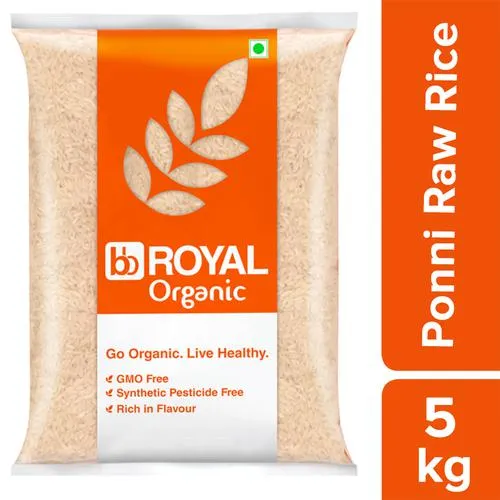 bb ROYAL
Organic
Go Organic. Live Healthy.
GMO Free
Synthetic Pesticide Free
Rich in Flavour
Ponni Raw Rice
5
kg